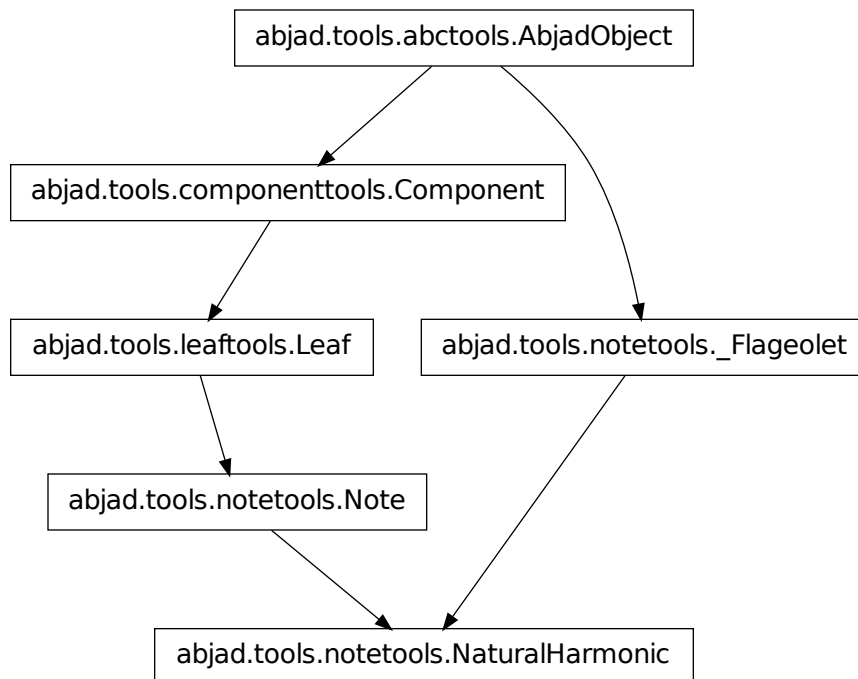 abjad.tools.abctools.AbjadObject
abjad.tools.componenttools.Component
abjad.tools.leaftools.Leaf
abjad.tools.notetools._Flageolet
abjad.tools.notetools.Note
abjad.tools.notetools.NaturalHarmonic